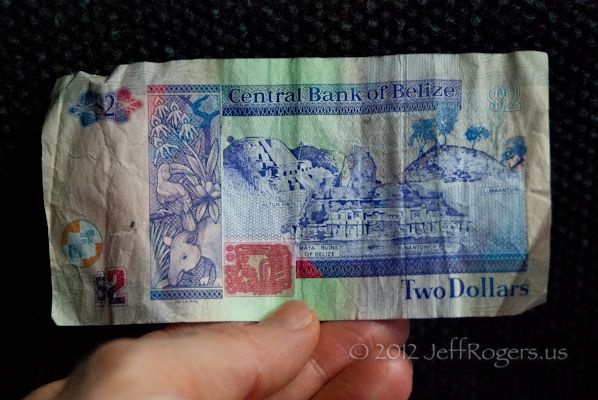 $2
Central Bank of Belize
$2
ALTUN HA
LUBAANTUN
MAYA RUINS
OF BELIZE
XUNANTUNICH
$2
Two Dollars
© 2012 JeffRogers.us